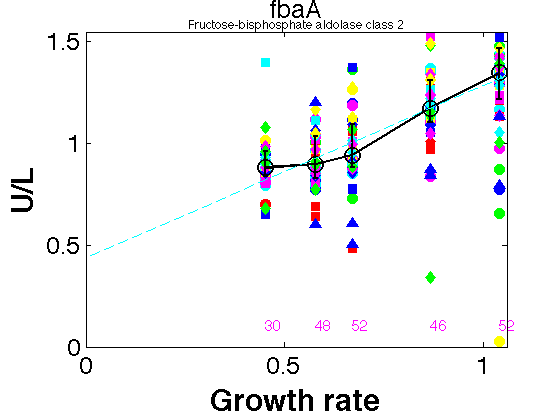 fbaA
Fructose-bisphosphate aldolase class 2
1.5
1
0.5
0
U/L
30 48 52 46 52
0 0.5 1
Growth rate